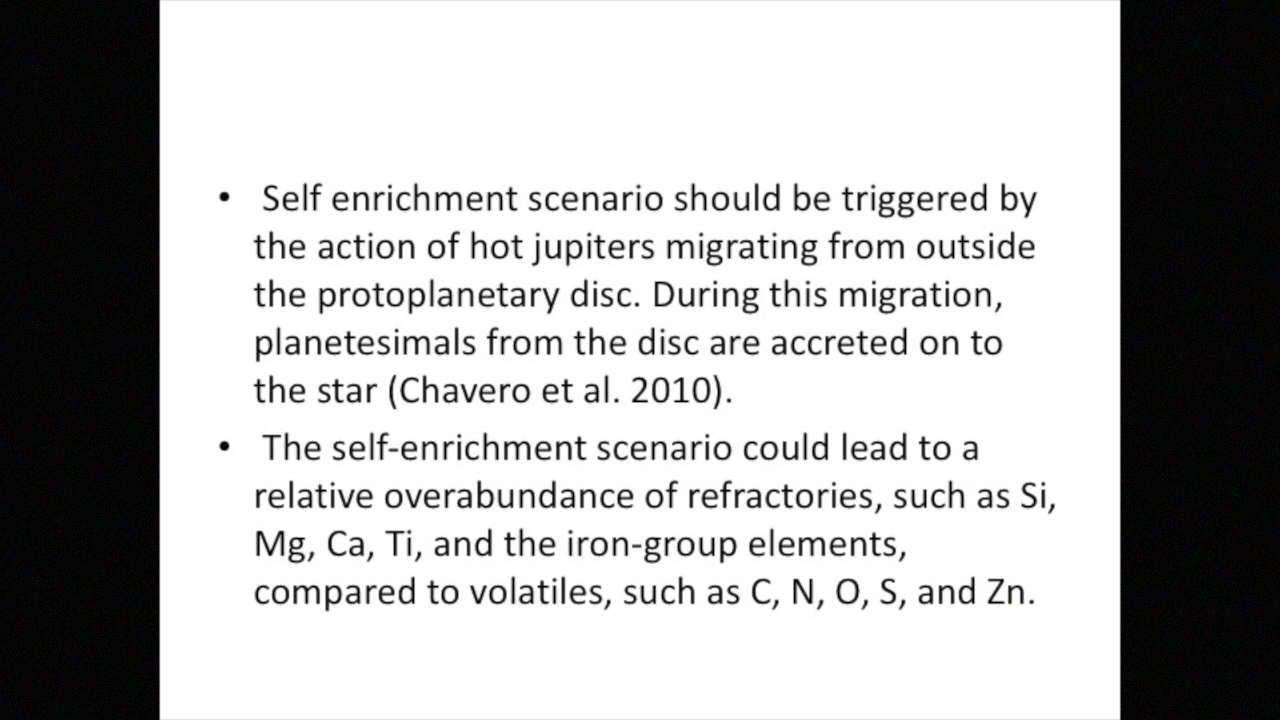 • Self enrichment scenario should be triggered by
the action of hot jupiters migrating from outside
the protoplanetary disc. During this migration,
planetesimals from the disc are accreted on to
the star (Chavero et al. 2010).
• The self-enrichment scenario could lead to a
relative overabundance of refractories, such as Si,
Mg, Ca, Ti, and the iron-group elements,
compared to volatiles, such as C, N, O, S, and Zn.